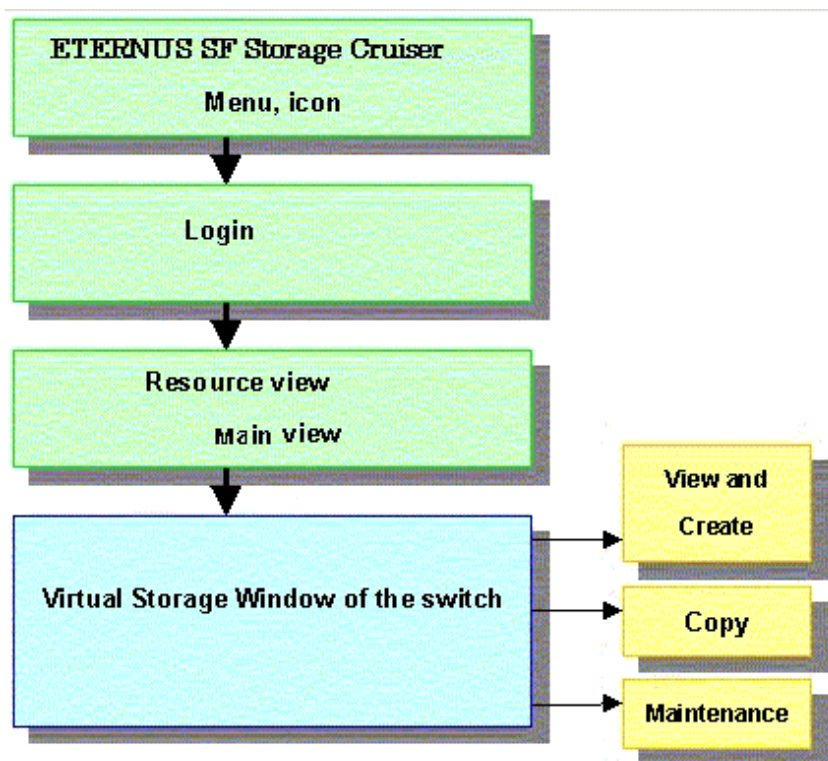 ETERNUS SF Storage Cruiser
Menu, icon
Login
Resource view
Main view
Virtual Storage Window of the switch
View and
Create
Copy
Maintenance